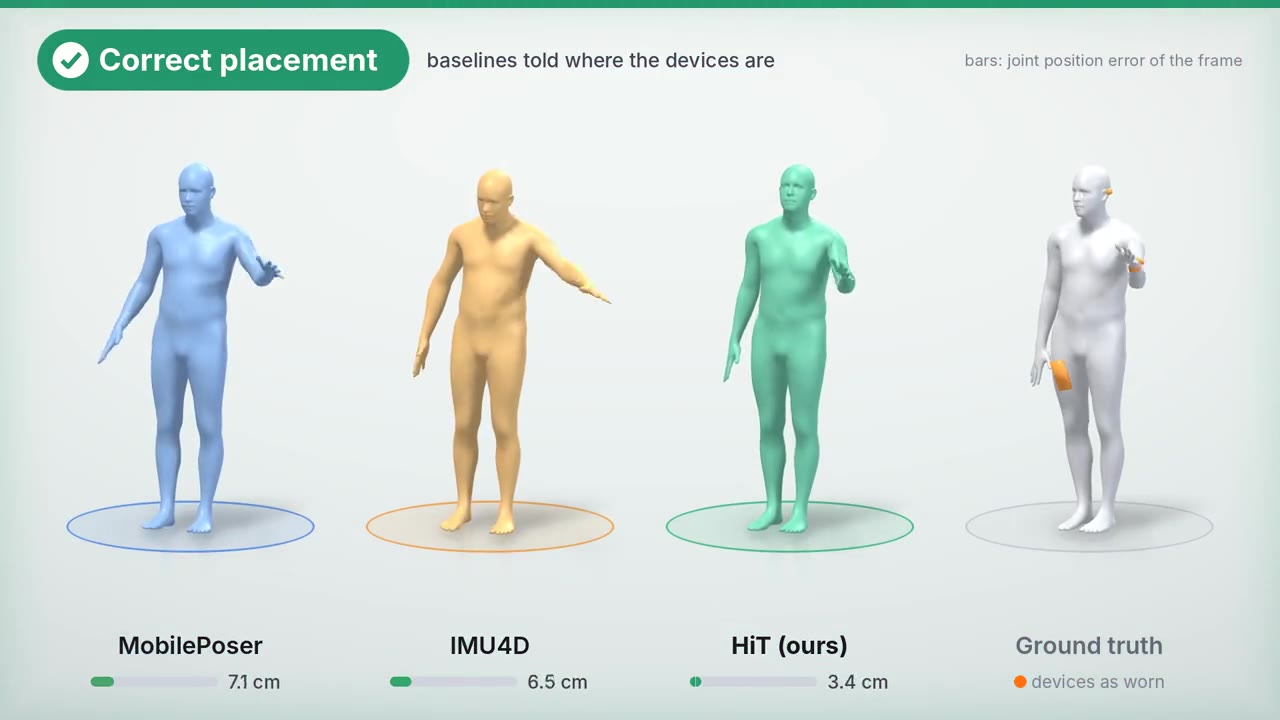 Correct placement
baselines told where the devices are
bars: joint position error of the frame
MobilePoser
IMU4D
HiT (ours)
Ground truth
7.1 cm
6.5 cm
3.4 cm
devices as worn